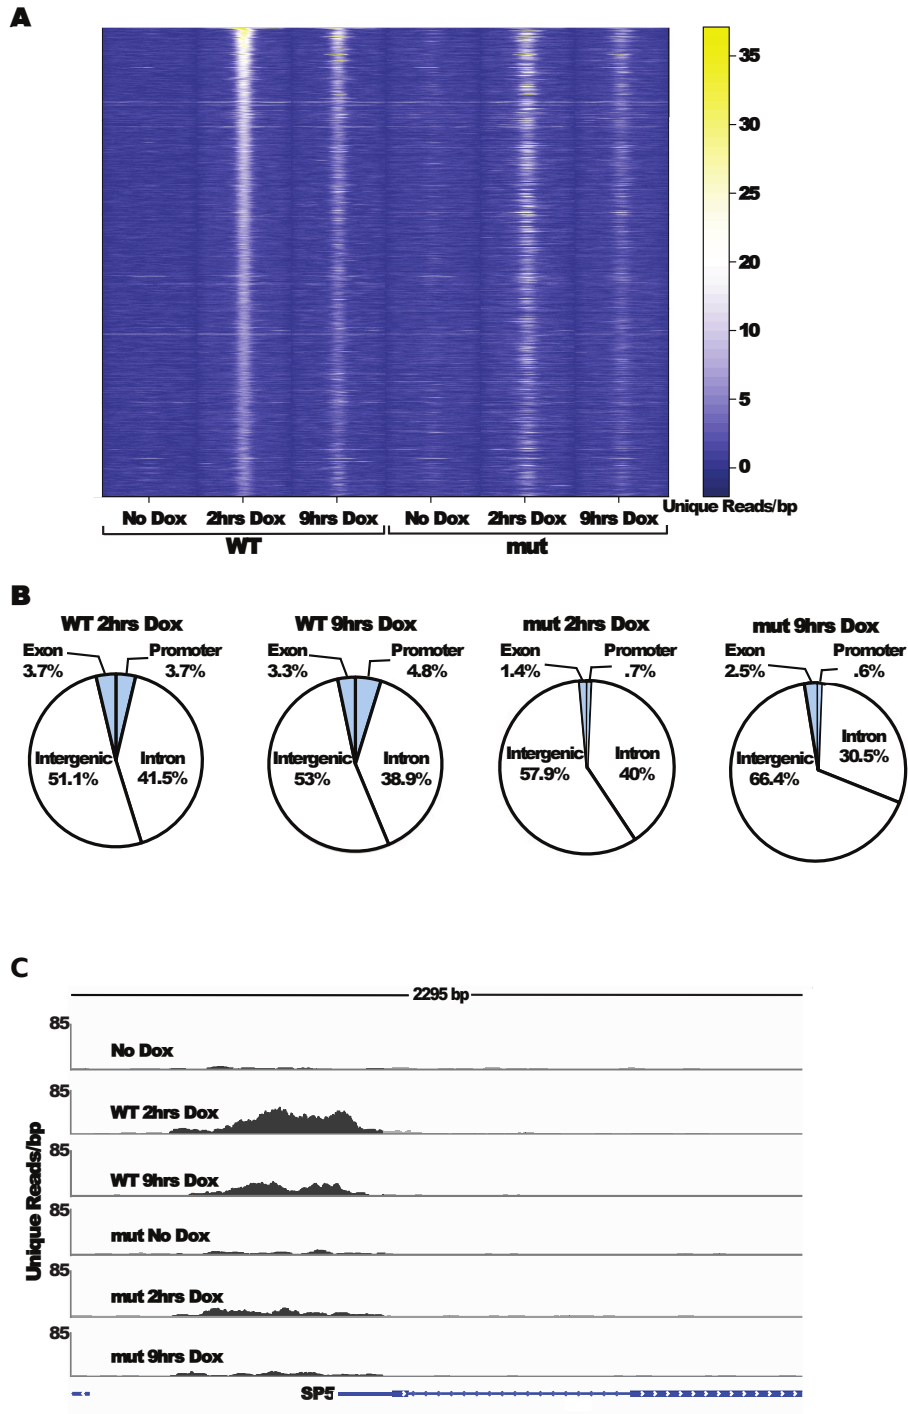 A
35
30
25
20
10
5
0
Unique Reads/bp
No Dox 2hrs Dox 9hrs Dox No Dox 2hrs Dox 9hrs Dox
WT mut
B
WT 2hrs Dox WT 9hrs Dox mut 2hrs Dox mut 9hrs Dox
Exon Promoter Exon Promoter Exon Promoter Exon Promoter
3.7% 3.7% 3.3% 4.8% 1.4% .7% 2.5% .6%
Intergenic Intron Intergenic Intron Intergenic Intron Intergenic Intron
51.1% 41.5% 53% 38.9% 57.9% 40% 66.4% 30.5%
C
2295 bp
85
No Dox
85
WT 2hrs Dox
85
WT 9hrs Dox
85
mut No Dox
85
mut 2hrs Dox
85
mut 9hrs Dox
Unique Reads/bp
SP5